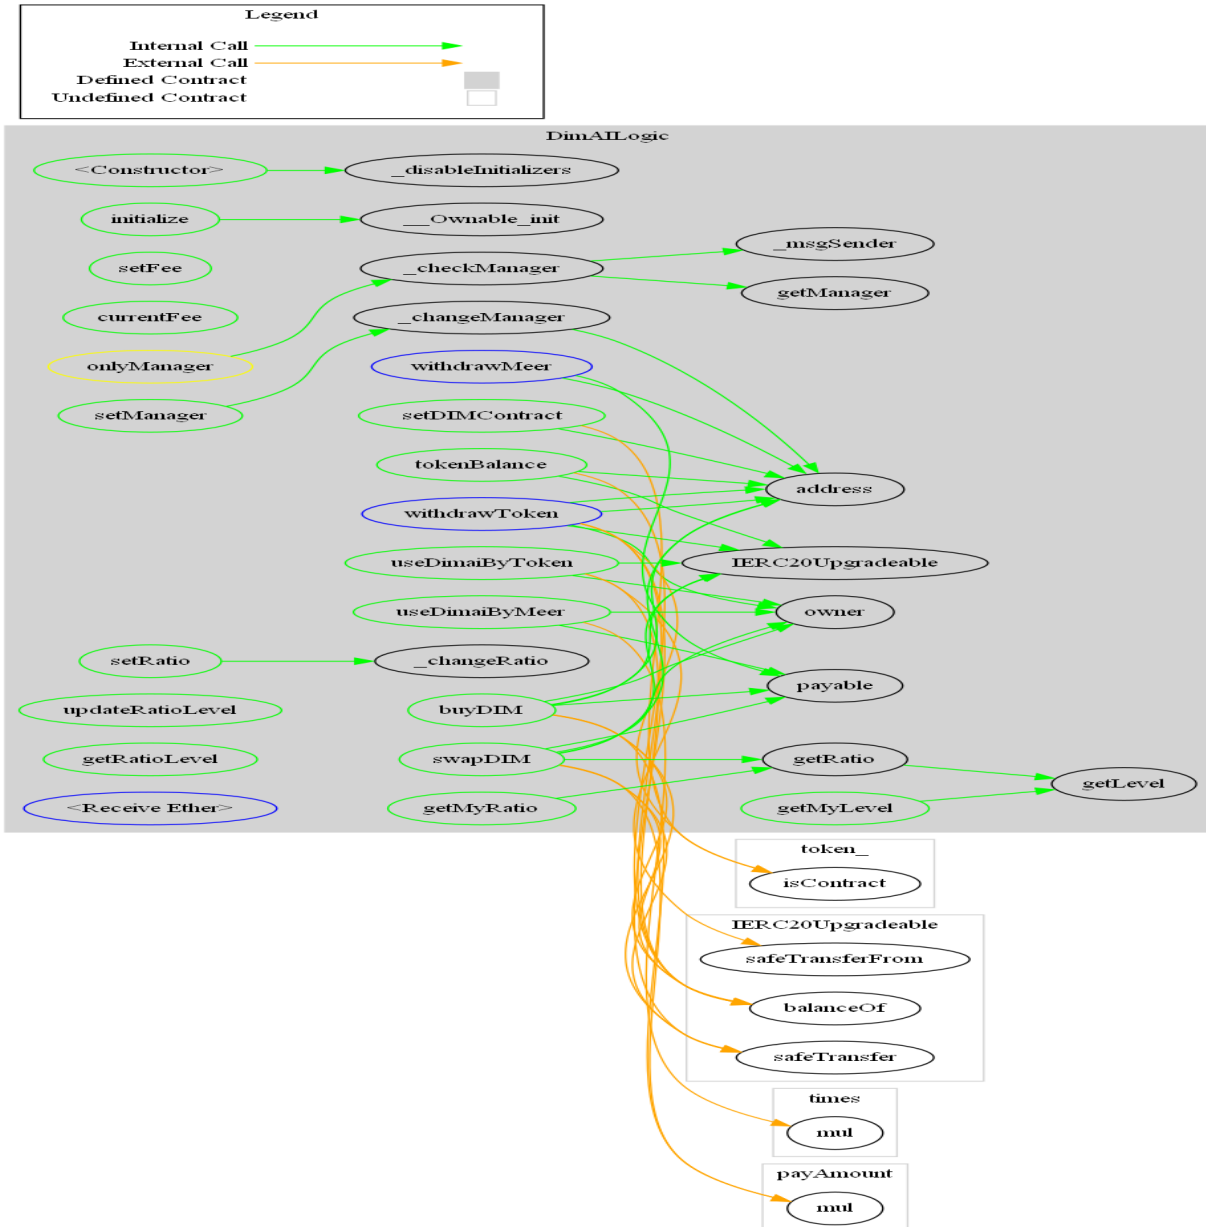 Legend
Internal Call
External Call
Defined Contract
Undefined Contract
DimAILogic
<Constructor>
_disableInitializers
initialize
__Ownable_init
_msgSender
setFee
_checkManager
getManager
currentFee
_changeManager
onlyManager
withdrawMeer
setManager
setDIMContract
tokenBalance
address
withdrawToken
useDimaiByToken
IERC20Upgradeable
useDimaiByMeer
owner
setRatio
_changeRatio
payable
updateRatioLevel
buyDIM
getRatioLevel
swapDIM
getRatio
getLevel
<Receive Ether>
getMyRatio
getMyLevel
token_
isContract
IERC20Upgradeable
safeTransferFrom
balanceOf
safeTransfer
times
mul
payAmount
mul